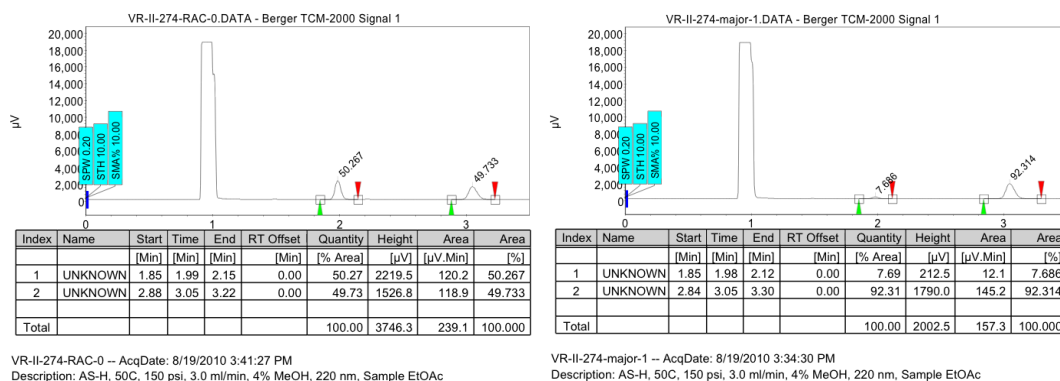 VR-II-274-RAC-0.DATA - Berger TCM-2000 Signal 1
20,000
18,000
16,000
14,000
12,000
10,000
8,000
6,000
4,000
2,000
0
µV
SPW 0.20
STH 10.00
SMA% 10.00
50.267
49.733
0 1 2 3
Index Name Start Time End RT Offset Quantity Height Area Area
[Min] [Min] [Min] [Min] [% Area] [µV] [µV.Min] [%]
1 UNKNOWN 1.85 1.99 2.15 0.00 50.27 2219.5 120.2 50.267
2 UNKNOWN 2.88 3.05 3.22 0.00 49.73 1526.8 118.9 49.733
Total 100.00 3746.3 239.1 100.000
VR-II-274-RAC-0 -- AcqDate: 8/19/2010 3:41:27 PM
Description: AS-H, 50C, 150 psi, 3.0 ml/min, 4% MeOH, 220 nm, Sample EtOAc
VR-II-274-major-1.DATA - Berger TCM-2000 Signal 1
20,000
18,000
16,000
14,000
12,000
10,000
8,000
6,000
4,000
2,000
0
µV
SPW 0.20
STH 10.00
SMA% 10.00
7.686
92.314
0 1 2 3
Index Name Start Time End RT Offset Quantity Height Area Area
[Min] [Min] [Min] [Min] [% Area] [µV] [µV.Min] [%]
1 UNKNOWN 1.85 1.98 2.12 0.00 7.69 212.5 12.1 7.686
2 UNKNOWN 2.84 3.05 3.30 0.00 92.31 1790.0 145.2 92.314
Total 100.00 2002.5 157.3 100.000
VR-II-274-major-1 -- AcqDate: 8/19/2010 3:34:30 PM
Description: AS-H, 50C, 150 psi, 3.0 ml/min, 4% MeOH, 220 nm, Sample EtOAc